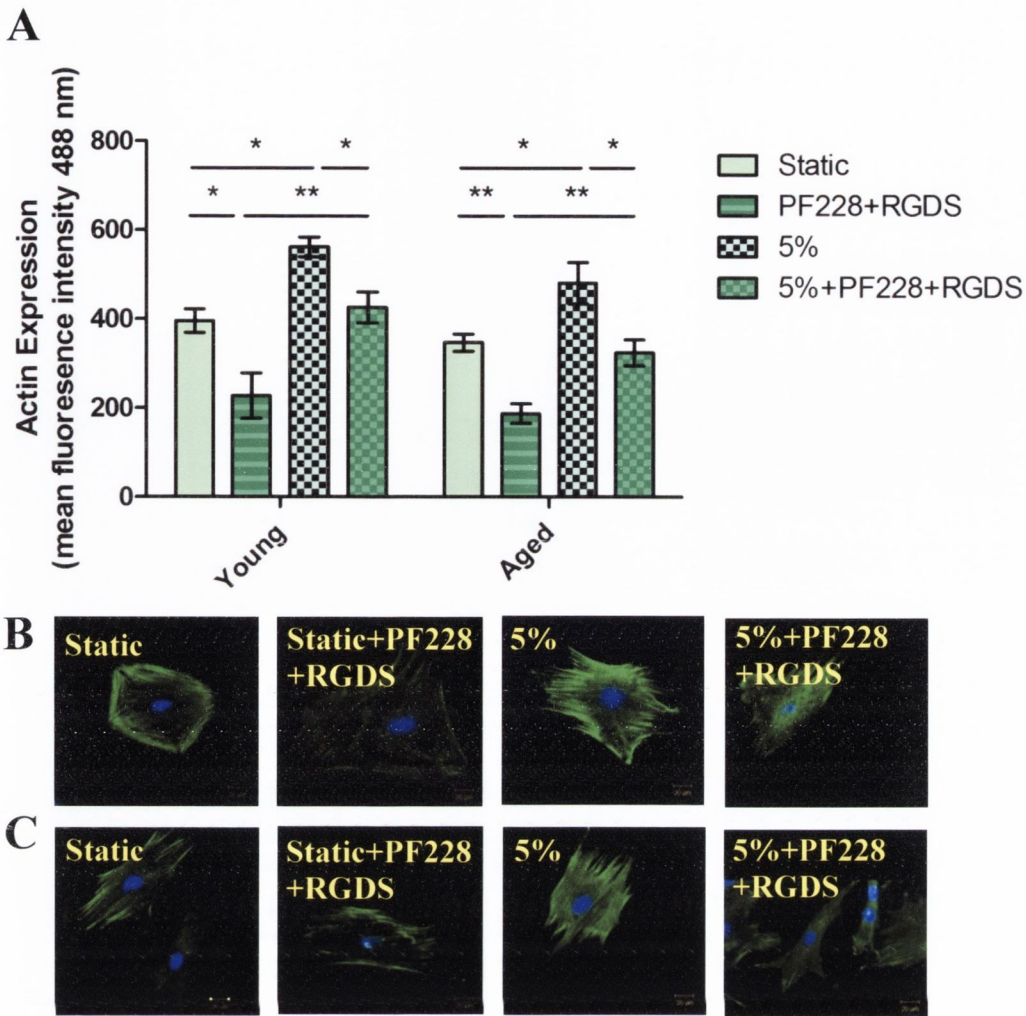 A
Actin Expression
(mean fluorescence intensity 488 nm)
800
600
400
200
0
* *
* **
* *
** **
Young
Aged
Static
PF228+RGDS
5%
5%+PF228+RGDS
B
Static
Static+PF228
+RGDS
5%
5%+PF228
+RGDS
C
Static
Static+PF228
+RGDS
5%
5%+PF228
+RGDS